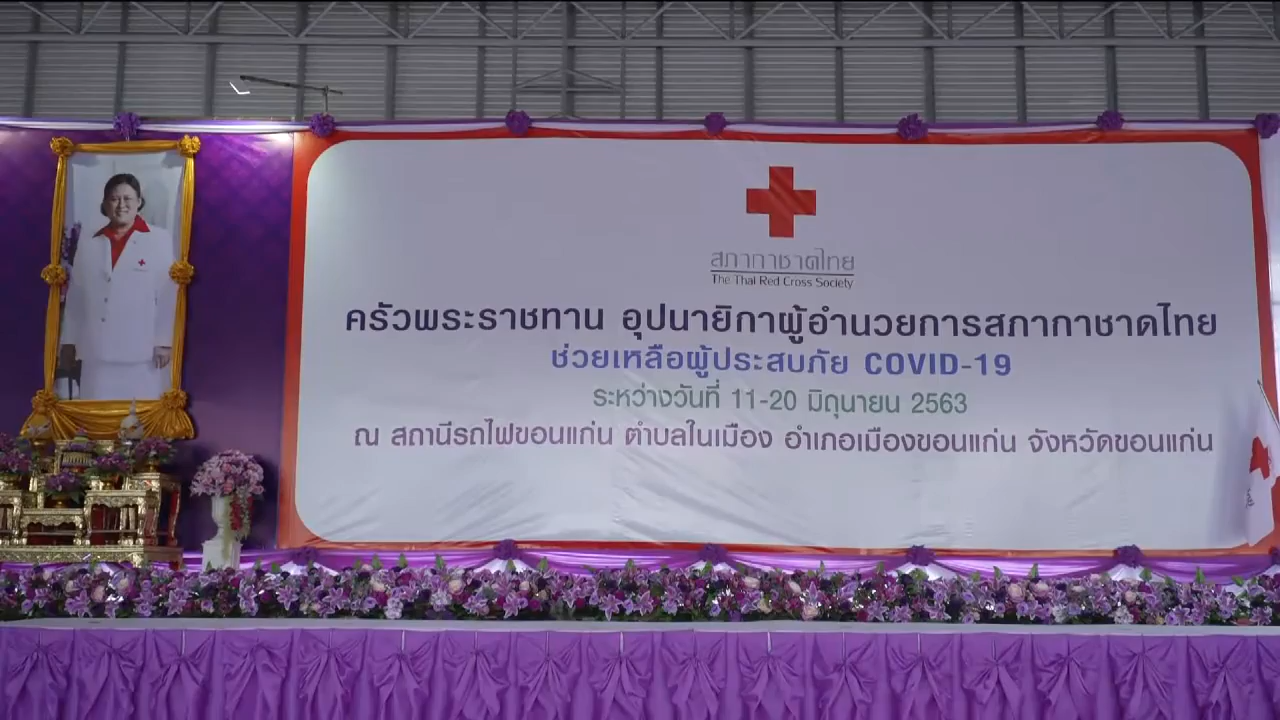 สภากาชาดไทย
The Thai Red Cross Society
ครัวพระราชทาน อุปนายิกาผู้อำนวยการสภากาชาดไทย
ช่วยเหลือผู้ประสบภัย COVID-19
ระหว่างวันที่ 11-20 มิถุนายน 2563
ณ สถานีรถไฟขอนแก่น ตำบลในเมือง อำเภอเมืองขอนแก่น จังหวัดขอนแก่น